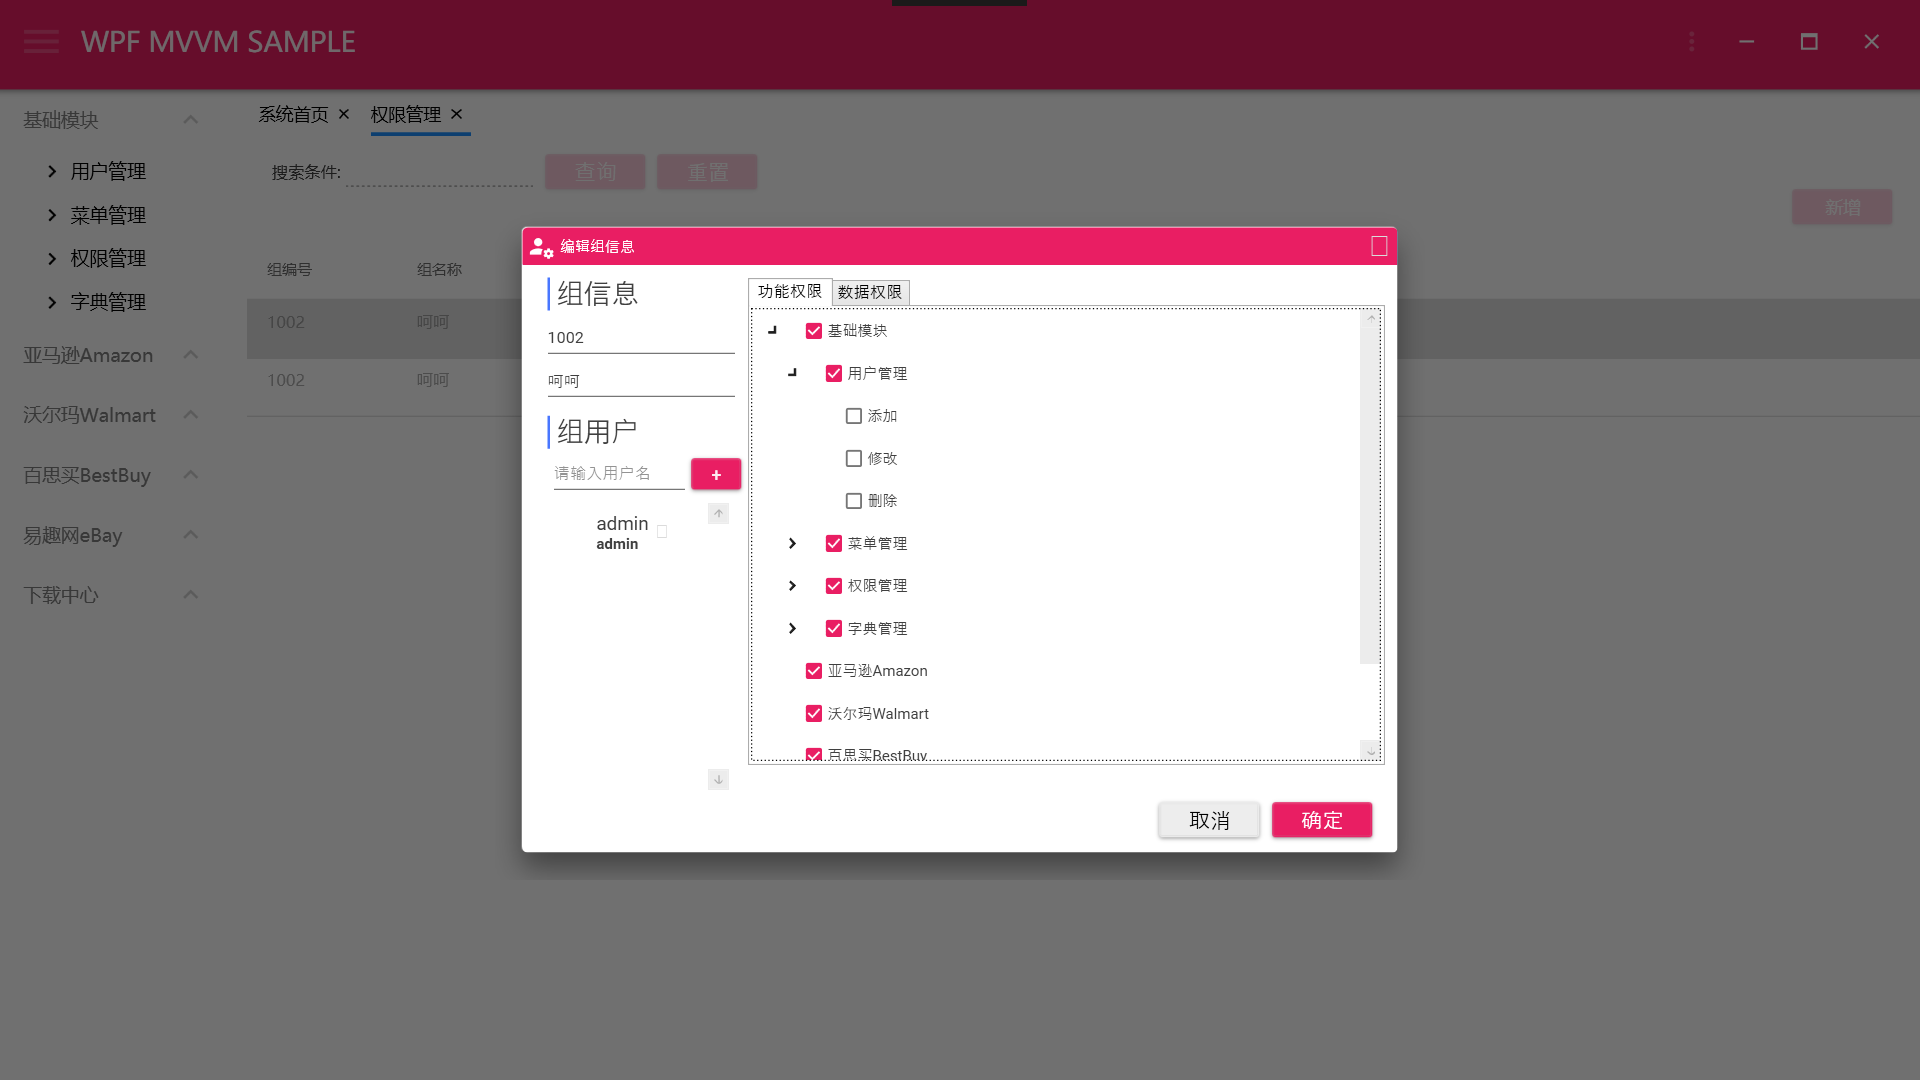 WPF MVVM SAMPLE
基础模块
用户管理
菜单管理
权限管理
字典管理
亚马逊Amazon
沃尔玛Walmart
百思买BestBuy
易趣网eBay
下载中心
系统首页
权限管理
搜索条件:
查询
重置
新增
组编号 组名称
1002 呵呵
1002 呵呵
编辑组信息
组信息
1002
呵呵
组用户
请输入用户名
+
admin
admin
功能权限 数据权限
基础模块
用户管理
添加
修改
删除
菜单管理
权限管理
字典管理
亚马逊Amazon
沃尔玛Walmart
百思买BestBuy
取消
确定